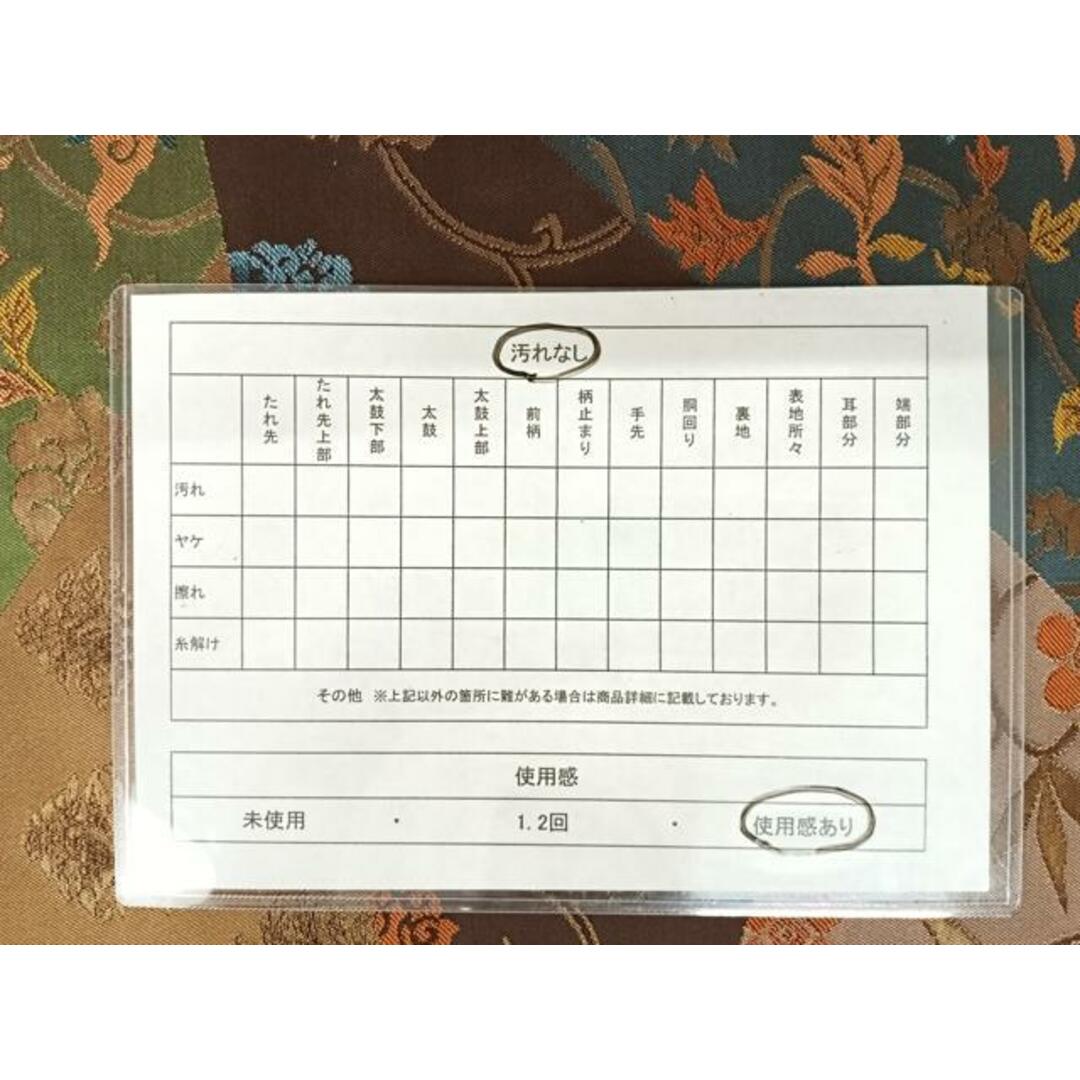 汚れなし
たれ先 たれ先上部 太鼓下部 太鼓 太鼓上部 前柄 柄止まり 手先 胴回り 裏地 表地所々 耳部分 端部分
汚れ
ヤケ
擦れ
糸解け
その他 ※上記以外の箇所に難がある場合は商品詳細に記載しております。
使用感
未使用 ・ 1.2回 ・ 使用感あり